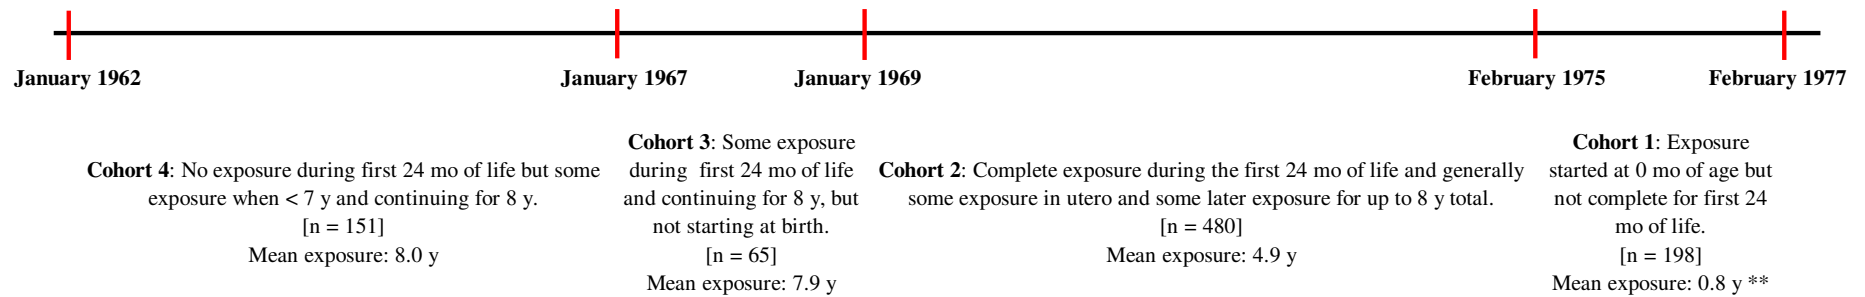 January 1962
January 1967
January 1969
February 1975
February 1977
Cohort 4: No exposure during first 24 mo of life but some
exposure when < 7 y and continuing for 8 y.
[n = 151]
Mean exposure: 8.0 y
Cohort 3: Some exposure
during first 24 mo of life
and continuing for 8 y, but
not starting at birth.
[n = 65]
Mean exposure: 7.9 y
Cohort 2: Complete exposure during the first 24 mo of life and generally
some exposure in utero and some later exposure for up to 8 y total.
[n = 480]
Mean exposure: 4.9 y
Cohort 1: Exposure
started at 0 mo of age but
not complete for first 24
mo of life.
[n = 198]
Mean exposure: 0.8 y **